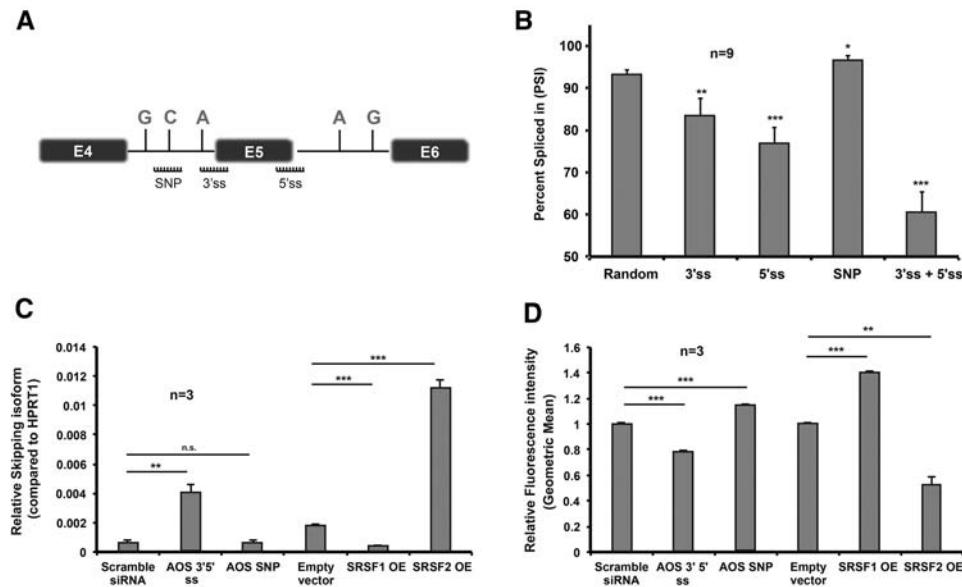 A
G C A A G
E4 E5 E6
SNP 3'ss 5'ss
B
Percent Spliced in (PSI)
100
90
80
70
60
50
n=9
**
***
*
***
Random 3'ss 5'ss SNP 3'ss + 5'ss
C
Relative Skipping isoform
(compared to HPRT1)
0.014
0.012
0.01
0.008
0.006
0.004
0.002
0
n=3
n.s.
**
***
***
Scramble siRNA
AOS 3'5' ss
AOS SNP
Empty vector
SRSF1 OE
SRSF2 OE
D
Relative Fluorescence intensity
(Geometric Mean)
1.6
1.4
1.2
1
0.8
0.6
0.4
0.2
0
n=3
***
***
**
***
Scramble siRNA
AOS 3' 5' ss
AOS SNP
Empty vector
SRSF1 OE
SRSF2 OE